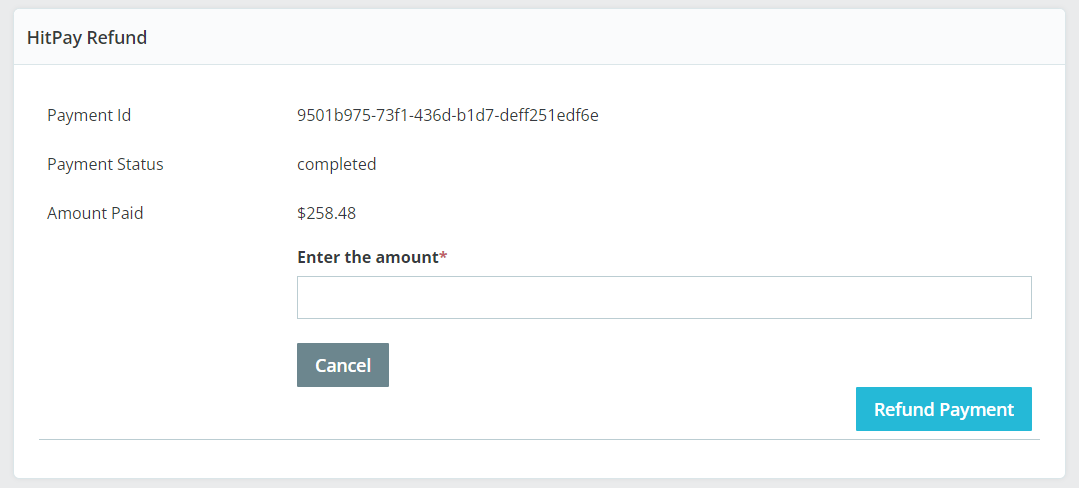 HitPay Refund
Payment Id 9501b975-73f1-436d-b1d7-deff251edf6e
Payment Status completed
Amount Paid $258.48
Enter the amount*
Cancel
Refund Payment